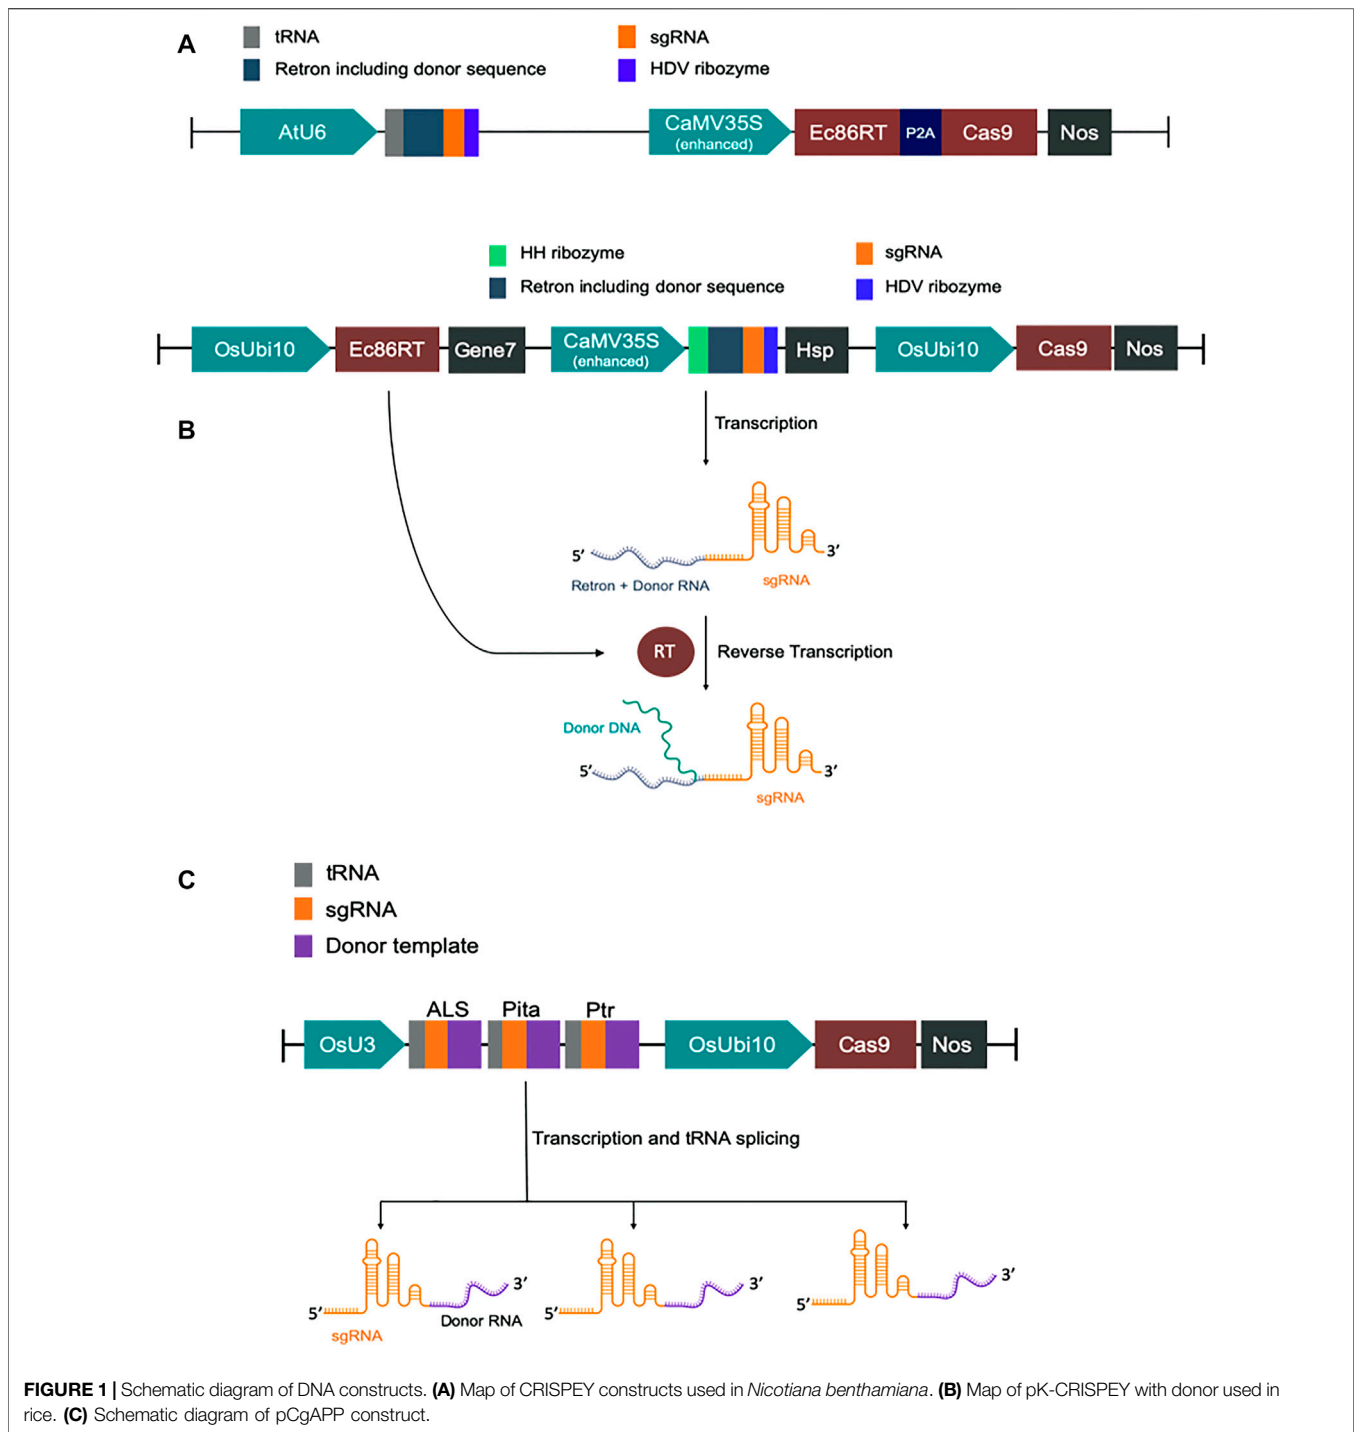 A
tRNA
sgRNA
Retron including donor sequence
HDV ribozyme
AtU6
CaMV35S
(enhanced)
Ec86RT
P2A
Cas9
Nos
HH ribozyme
sgRNA
Retron including donor sequence
HDV ribozyme
OsUbi10
Ec86RT
Gene7
CaMV35S
(enhanced)
Hsp
OsUbi10
Cas9
Nos
B
Transcription
5’
3’
Retron + Donor RNA
sgRNA
RT
Reverse Transcription
Donor DNA
5’
3’
sgRNA
C
tRNA
sgRNA
Donor template
ALS
Pita
Ptr
OsU3
OsUbi10
Cas9
Nos
Transcription and tRNA splicing
5’
3’
sgRNA
Donor RNA
5’
3’
5’
3’
FIGURE 1 | Schematic diagram of DNA constructs. (A) Map of CRISPEY constructs used in Nicotiana benthamiana. (B) Map of pK-CRISPEY with donor used in
rice. (C) Schematic diagram of pCgAPP construct.